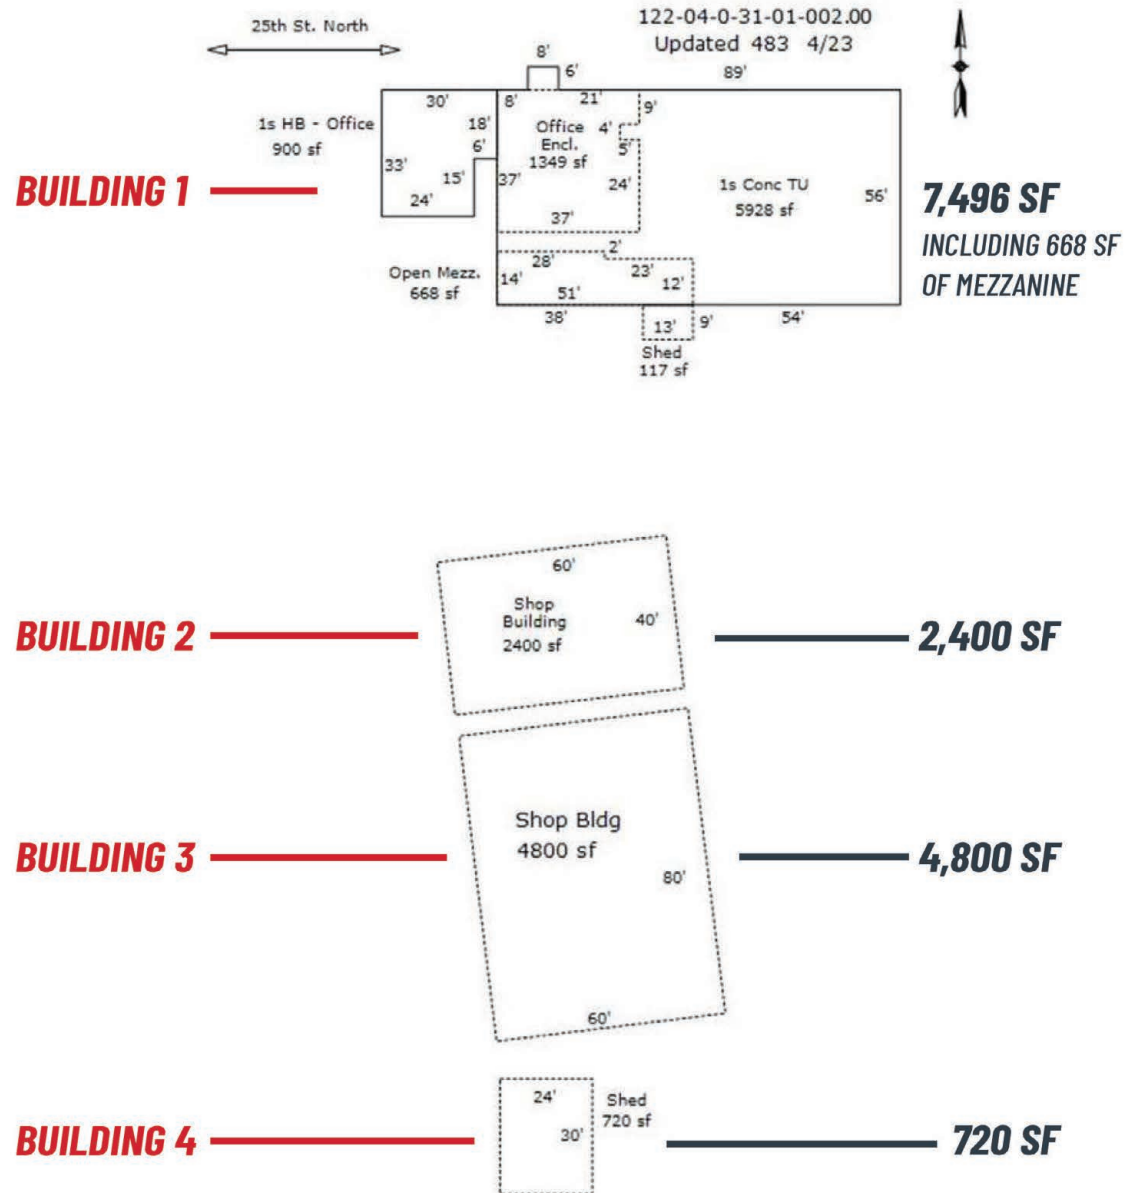 25th St. North
122-04-0-31-01-002.00
Updated 483 4/23
8'
6'
89'
30'
8'
21'
9'
1s HB - Office
900 sf
18'
6'
Office
Encl.
1349 sf
4'
5'
33'
15'
37'
24'
1s Conc TU
5928 sf
56'
24'
37'
BUILDING 1
7,496 SF
INCLUDING 668 SF
OF MEZZANINE
2'
28'
23'
Open Mezz.
668 sf
14'
12'
51'
38'
13'
9'
54'
Shed
117 sf
60'
Shop
Building
2400 sf
40'
BUILDING 2
2,400 SF
Shop Bldg
4800 sf
80'
60'
BUILDING 3
4,800 SF
24'
30'
Shed
720 sf
BUILDING 4
720 SF